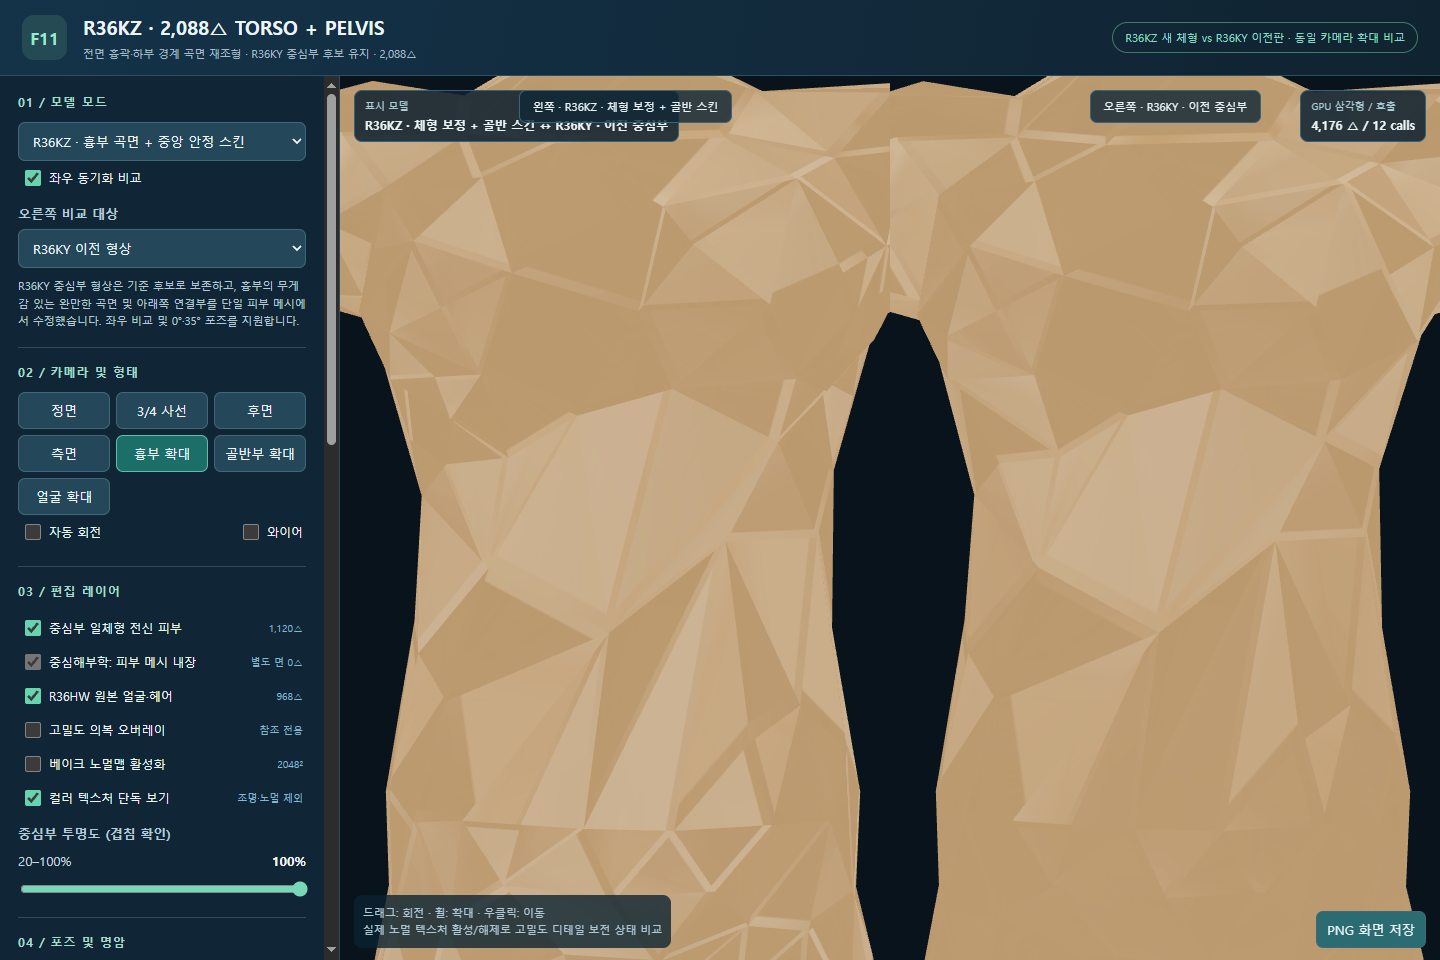 F11
R36KZ · 2,088△ TORSO + PELVIS
전면 흉곽·하부 경계 곡면 재조형 · R36KY 중심부 후보 유지 · 2,088△
R36KZ 새 체형 vs R36KY 이전판 · 동일 카메라 확대 비교
01 / 모델 모드
R36KZ · 흉부 곡면 + 중앙 안정 스킨
좌우 동기화 비교
오른쪽 비교 대상
R36KY 이전 형상
R36KY 중심부 형상은 기준 후보로 보존하고, 흉부의 무게
감 있는 완만한 곡면 및 아래쪽 연결부를 단일 피부 메시에
서 수정했습니다. 좌우 비교 및 0°·35° 포즈를 지원합니다.
02 / 카메라 및 형태
정면
3/4 사선
후면
측면
흉부 확대
골반부 확대
얼굴 확대
자동 회전
와이어
03 / 편집 레이어
중심부 일체형 전신 피부 1,120△
중심해부학: 피부 메시 내장 별도 면 0△
R36HW 원본 얼굴·헤어 968△
고밀도 의복 오버레이 참조 전용
베이크 노멀맵 활성화 2048²
컬러 텍스처 단독 보기 조명·노멀 제외
중심부 투명도 (겹침 확인)
20–100% 100%
04 / 포즈 및 명암
표시 모델
R36KZ · 체형 보정 + 골반 스킨 ↔ R36KY · 이전 중심부
왼쪽 · R36KZ · 체형 보정 + 골반 스킨
오른쪽 · R36KY · 이전 중심부
GPU 삼각형 / 호출
4,176 △ / 12 calls
드래그: 회전 · 휠: 확대 · 우클릭: 이동
실제 노멀 텍스처 활성/해제로 고밀도 디테일 보전 상태 비교
PNG 화면 저장